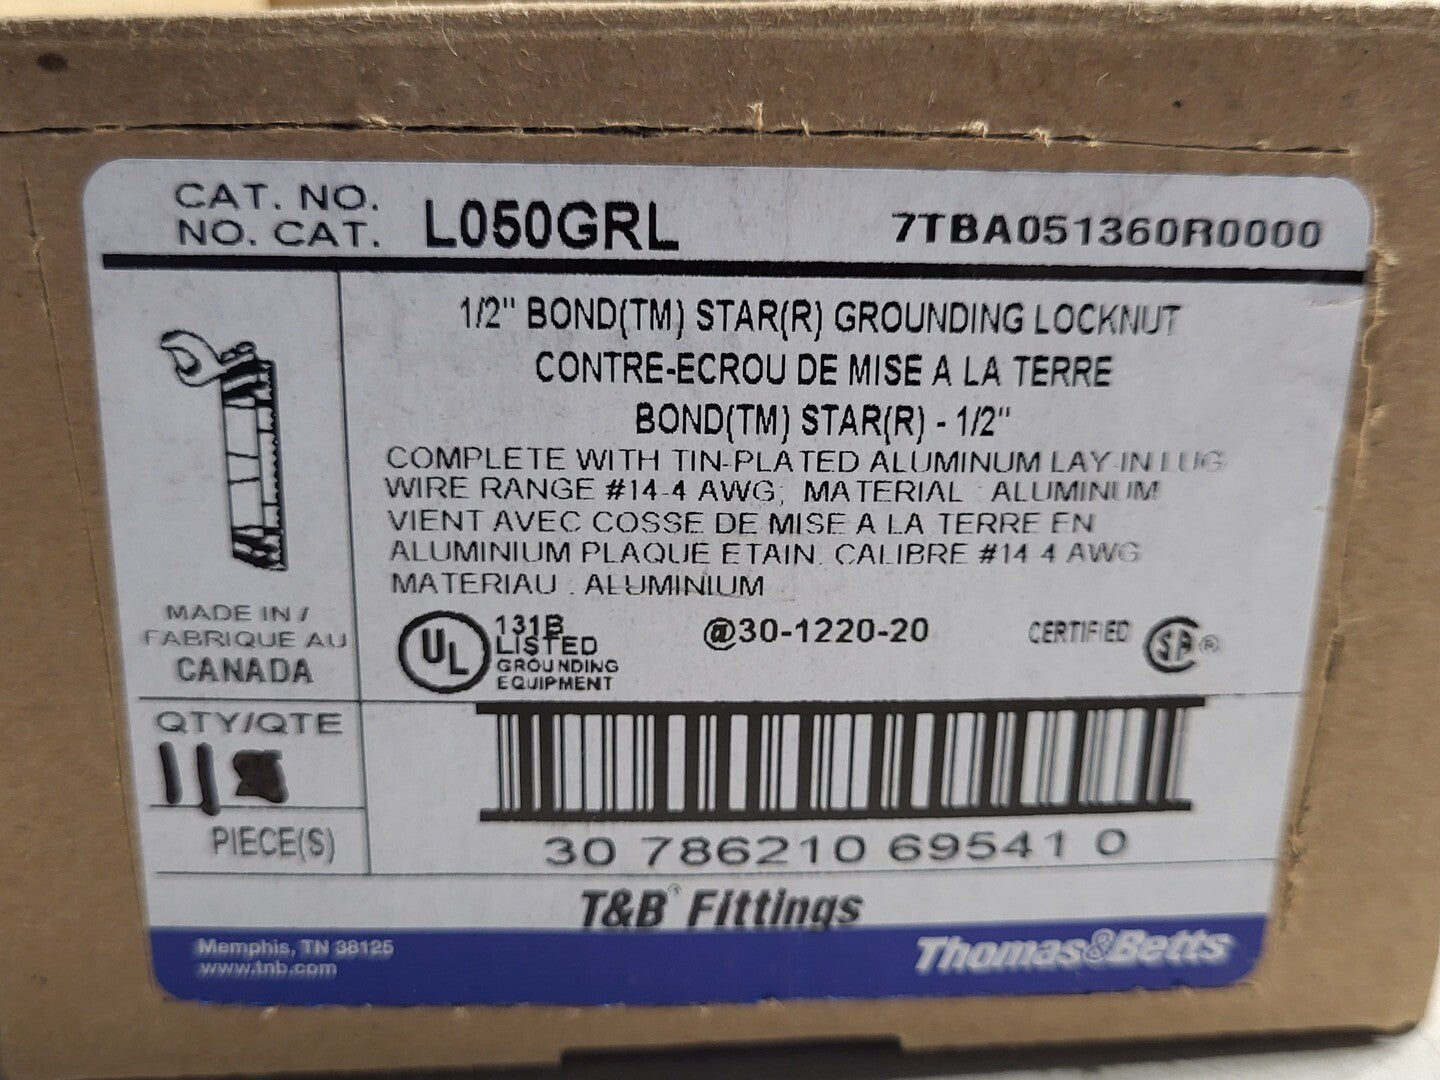 CAT. NO.
NO. CAT.
L050GRL
7TBA051360R0000
1/2" BOND(TM) STAR(R) GROUNDING LOCKNUT
CONTRE-ECROU DE MISE A LA TERRE
BOND(TM) STAR(R) - 1/2"
COMPLETE WITH TIN-PLATED ALUMINUM LAY-IN LUG
WIRE RANGE #14-4 AWG; MATERIAL : ALUMINUM
VIENT AVEC COSSE DE MISE A LA TERRE EN
ALUMINIUM PLAQUE ETAIN. CALIBRE #14-4 AWG
MATERIAU : ALUMINIUM
MADE IN /
FABRIQUE AU
CANADA
UL
131B
LISTED
GROUNDING
EQUIPMENT
@30-1220-20
CERTIFIED
SA ®
QTY/QTE
11
PIECE(S)
30 786210 69541 0
T&B® Fittings
Memphis, TN 38125
www.tnb.com
Thomas&Betts